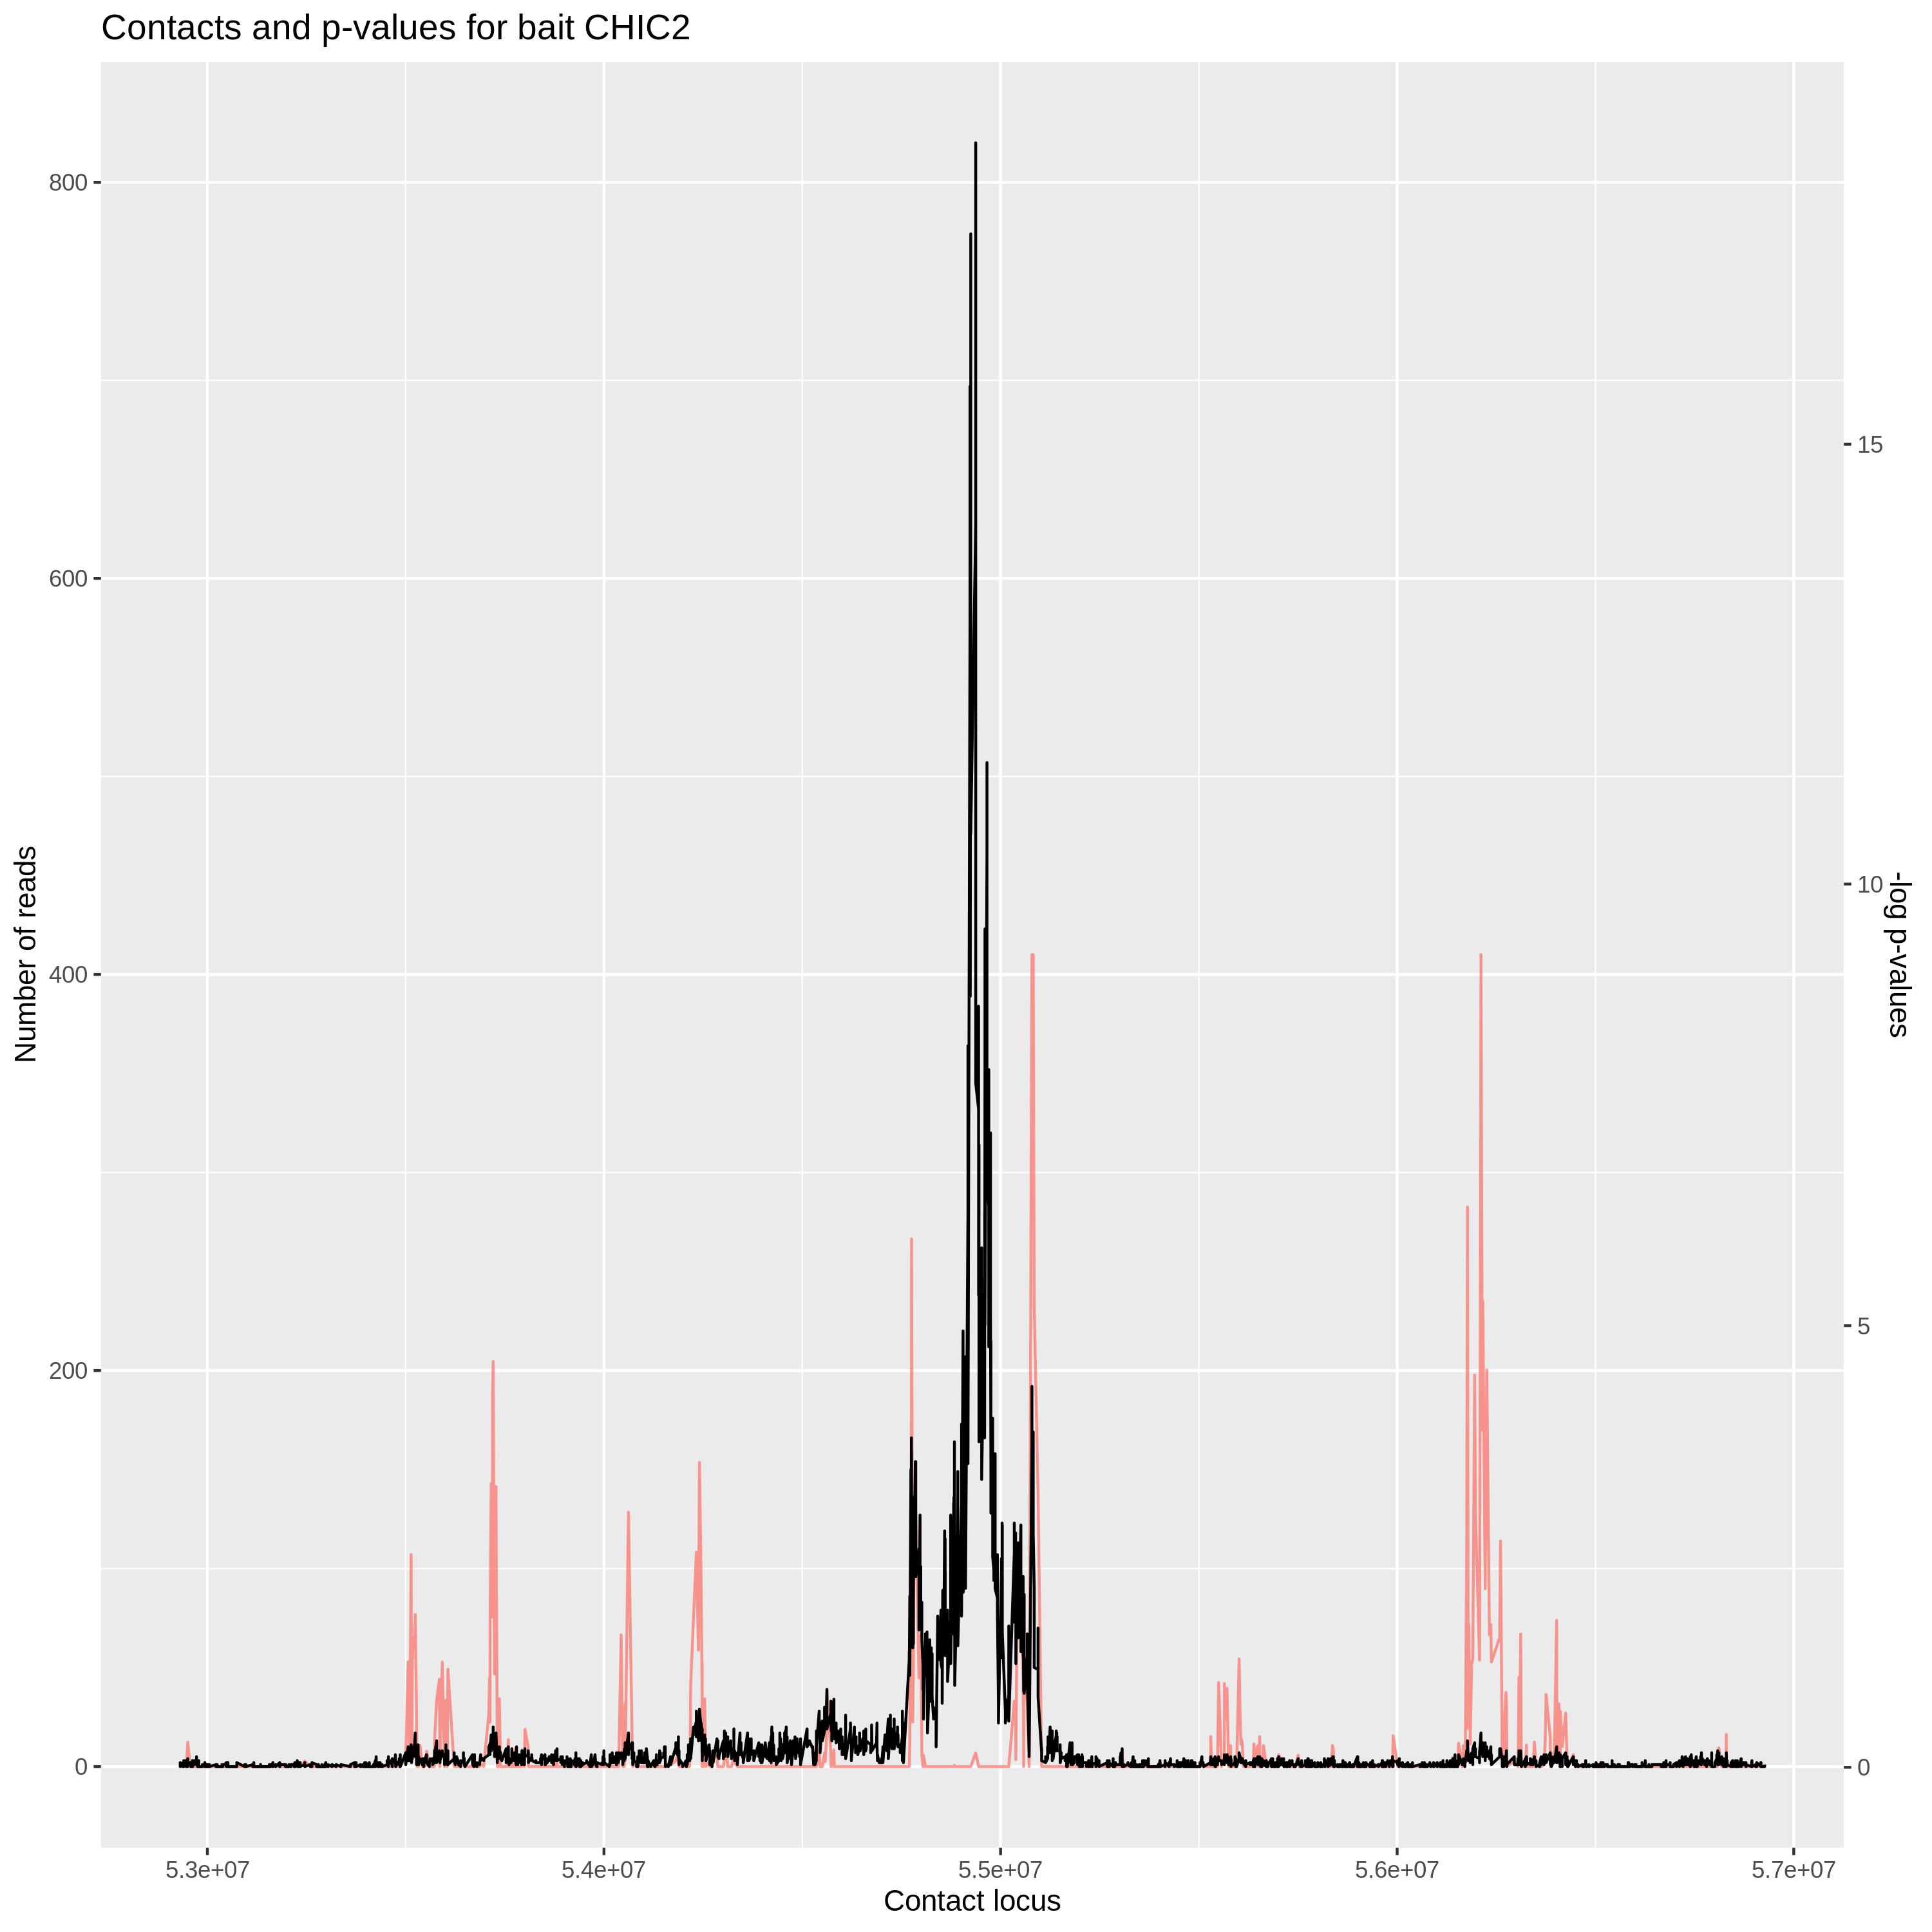 Contacts and p-values for bait CHIC2
800
600
400
200
0
Number of reads
15
10
5
0
-log p-values
5.3e+07
5.4e+07
5.5e+07
5.6e+07
5.7e+07
Contact locus